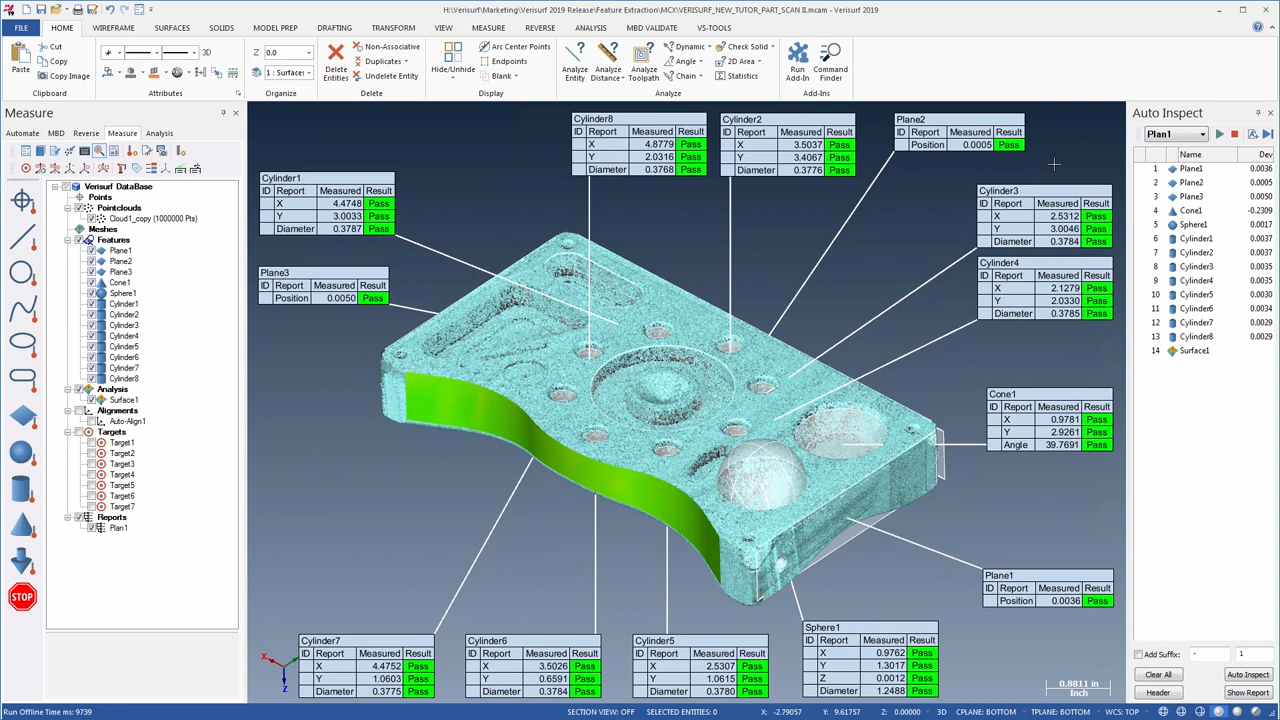 H:\Verisurf\Marketing\Verisurf 2019 Release\Feature Extraction\MCX\VERISURF_NEW_TUTOR_PART_SCAN II.mcam - Verisurf 2019
FILE HOME WIREFRAME SURFACES SOLIDS MODEL PREP DRAFTING TRANSFORM VIEW MEASURE REVERSE ANALYSIS MBD VALIDATE VS-TOOLS
Paste
Cut
Copy
Copy Image
Clipboard
3D
Attributes
Z 0.0
1 : Surface:
Organize
Delete Entities
Non-Associative
Duplicates
Undelete Entity
Delete
Hide/Unhide
Arc Center Points
Endpoints
Blank
Display
Analyze Entity
Analyze Distance
Analyze Toolpath
Dynamic
Angle
Chain
Check Solid
2D Area
Statistics
Analyze
Run Add-In
Command Finder
Add-Ins
Measure
Automate MBD Reverse Measure Analysis
Verisurf DataBase
Points
Pointclouds
Cloud1_copy (1000000 Pts)
Meshes
Features
Plane1
Plane2
Plane3
Cone1
Sphere1
Cylinder1
Cylinder2
Cylinder3
Cylinder4
Cylinder5
Cylinder6
Cylinder7
Cylinder8
Analysis
Surface1
Alignments
Auto-Align1
Targets
Target1
Target2
Target3
Target4
Target5
Target6
Target7
Reports
Plan1
STOP
Cylinder8
ID Report Measured Result
X 4.8779 Pass
Y 2.0316 Pass
Diameter 0.3768 Pass
Cylinder2
ID Report Measured Result
X 3.5037 Pass
Y 3.4067 Pass
Diameter 0.3776 Pass
Plane2
ID Report Measured Result
Position 0.0005 Pass
Cylinder1
ID Report Measured Result
X 4.4748 Pass
Y 3.0033 Pass
Diameter 0.3787 Pass
Cylinder3
ID Report Measured Result
X 2.5312 Pass
Y 3.0046 Pass
Diameter 0.3784 Pass
Plane3
ID Report Measured Result
Position 0.0050 Pass
Cylinder4
ID Report Measured Result
X 2.1279 Pass
Y 2.0330 Pass
Diameter 0.3785 Pass
Cone1
ID Report Measured Result
X 0.9781 Pass
Y 2.9261 Pass
Angle 39.7691 Pass
Plane1
ID Report Measured Result
Position 0.0036 Pass
Cylinder7
ID Report Measured Result
X 4.4752 Pass
Y 1.0603 Pass
Diameter 0.3775 Pass
Cylinder6
ID Report Measured Result
X 3.5026 Pass
Y 0.6591 Pass
Diameter 0.3784 Pass
Cylinder5
ID Report Measured Result
X 2.5307 Pass
Y 1.0615 Pass
Diameter 0.3780 Pass
Sphere1
ID Report Measured Result
X 0.9762 Pass
Y 1.3017 Pass
Z 0.0012 Pass
Diameter 1.2488 Pass
X
Z
0.8811 in
Inch
Auto Inspect
Plan1
Name Dev
1 Plane1 0.0036
2 Plane2 0.0005
3 Plane3 0.0050
4 Cone1 -0.2309
5 Sphere1 0.0017
6 Cylinder1 0.0039
7 Cylinder2 0.0037
8 Cylinder3 0.0046
9 Cylinder4 0.0034
10 Cylinder5 0.0030
11 Cylinder6 0.0034
12 Cylinder7 0.0029
13 Cylinder8 0.0029
14 Surface1
Add Suffix: - 1
Clear All Auto Inspect
Header Show Report
Run Offline Time ms: 9739 SECTION VIEW: OFF SELECTED ENTITIES: 0 X: -2.79057 Y: 9.61757 Z: 0.00000 3D CPLANE: BOTTOM TPLANE: BOTTOM WCS: TOP